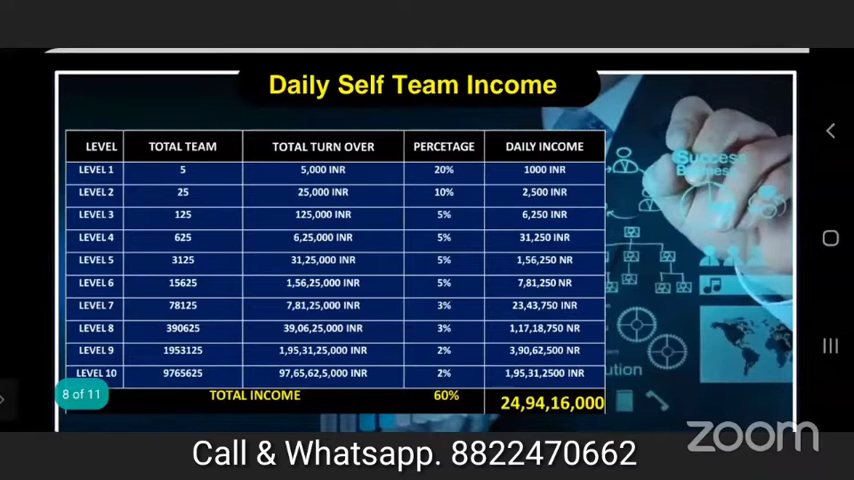 Daily Self Team Income
LEVEL TOTAL TEAM TOTAL TURN OVER PERCETAGE DAILY INCOME
LEVEL 1 5 5,000 INR 20% 1000 INR
LEVEL 2 25 25,000 INR 10% 2,500 INR
LEVEL 3 125 125,000 INR 5% 6,250 INR
LEVEL 4 625 6,25,000 INR 5% 31,250 INR
LEVEL 5 3125 31,25,000 INR 5% 1,56,250 INR
LEVEL 6 15625 1,56,25,000 INR 5% 7,81,250 NR
LEVEL 7 78125 7,81,25,000 INR 3% 23,43,750 INR
LEVEL 8 390625 39,06,25,000 INR 3% 1,17,18,750 NR
LEVEL 9 1953125 1,95,31,25,000 INR 2% 3,90,62,500 NR
LEVEL 10 9765625 97,65,62,5,000 INR 2% 1,95,31,2500 INR
TOTAL INCOME 60% 24,94,16,000
8 of 11
Success
Business
ution
zoom
Call & Whatsapp. 8822470662